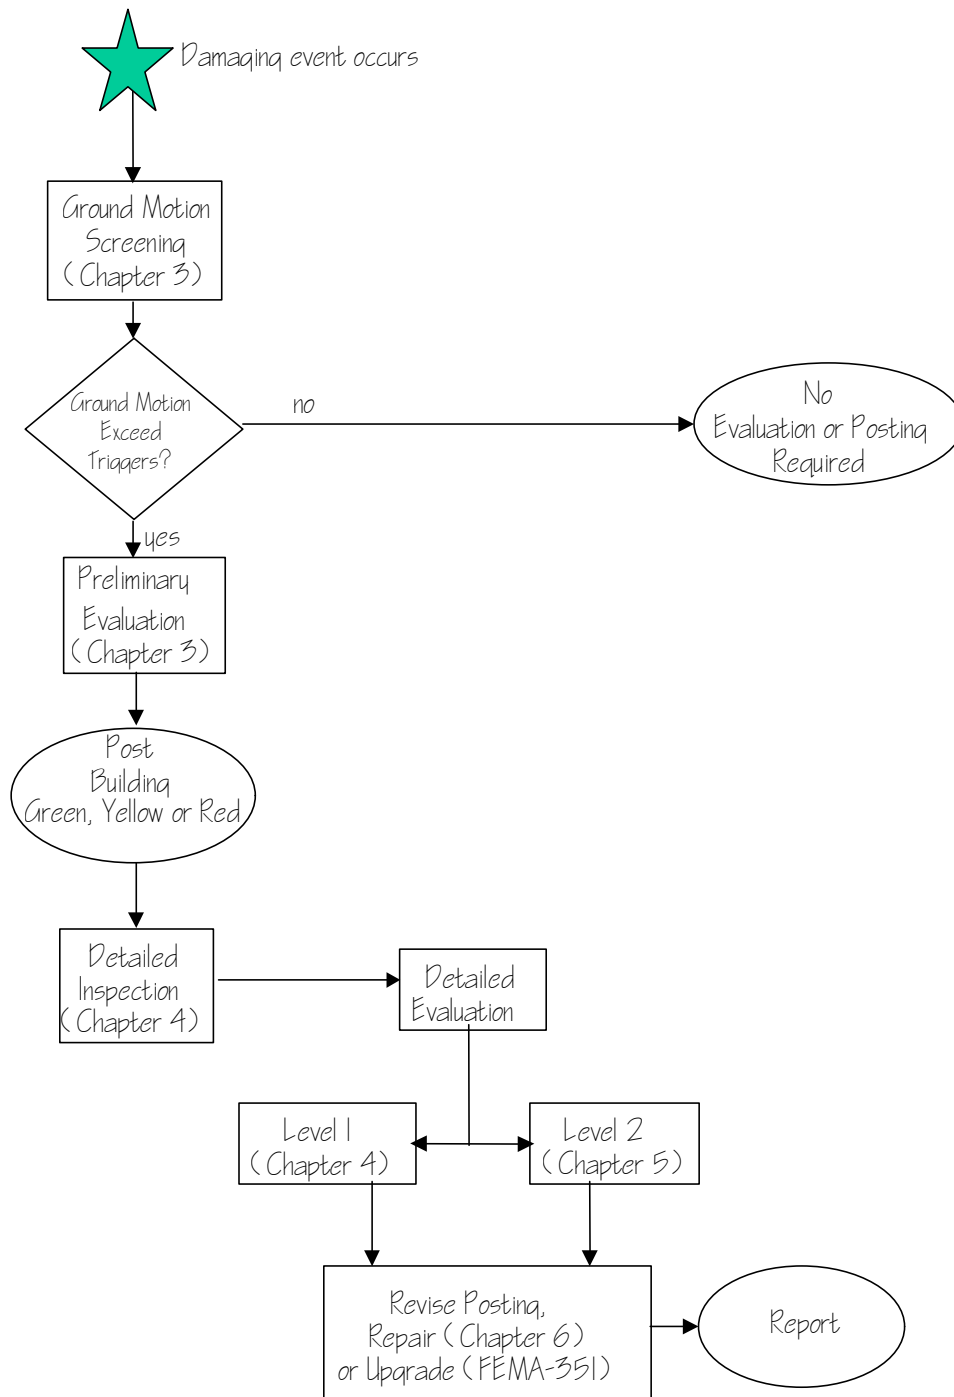 Damaging event occurs
Ground Motion
Screening
(Chapter 3)
Ground Motion
Exceed
Triggers?
no
No
Evaluation or Posting
Required
yes
Preliminary
Evaluation
(Chapter 3)
Post
Building
Green, Yellow or Red
Detailed
Inspection
(Chapter 4)
Detailed
Evaluation
Level 1
(Chapter 4)
Level 2
(Chapter 5)
Revise Posting,
Repair (Chapter 6)
or Upgrade (FEMA-351)
Report